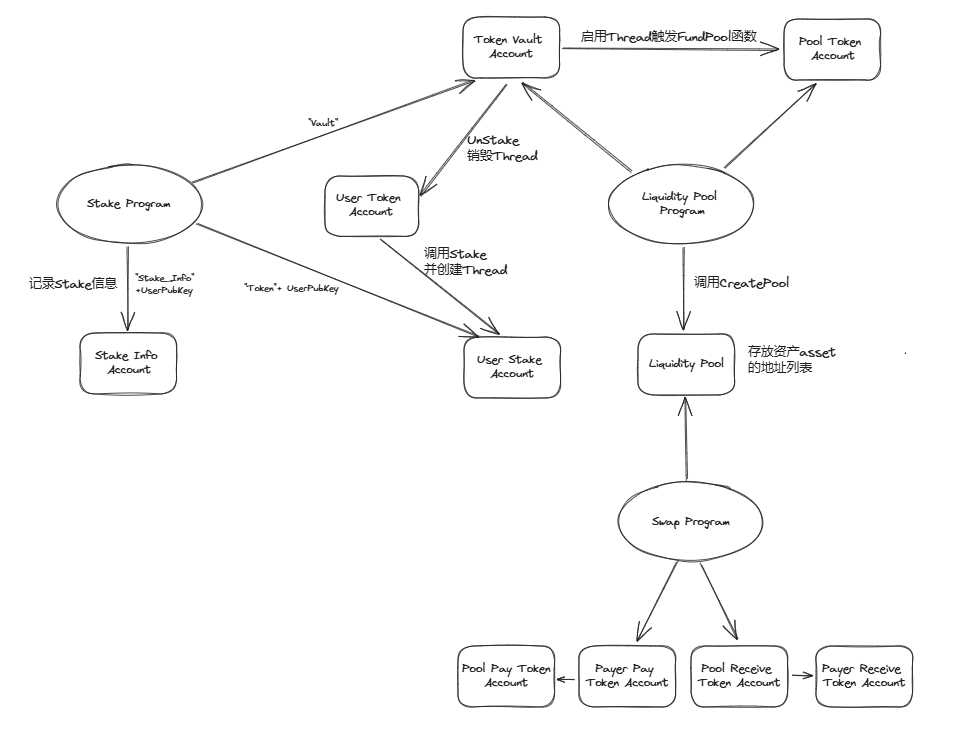 Token Vault
Account
启用Thread触发FundPool函数
Pool Token
Account
"Vault"
UnStake
销毁Thread
Stake Program
User Token
Account
Liquidity Pool
Program
调用Stake
并创建Thread
记录Stake信息
"Stake_Info"
+UserPubKey
"Token"+ UserPubKey
调用CreatePool
Stake Info
Account
User Stake
Account
Liquidity Pool
存放资产asset
的地址列表
Swap Program
Pool Pay Token
Account
Payer Pay
Token Account
Pool Receive
Token Account
Payer Receive
Token Account